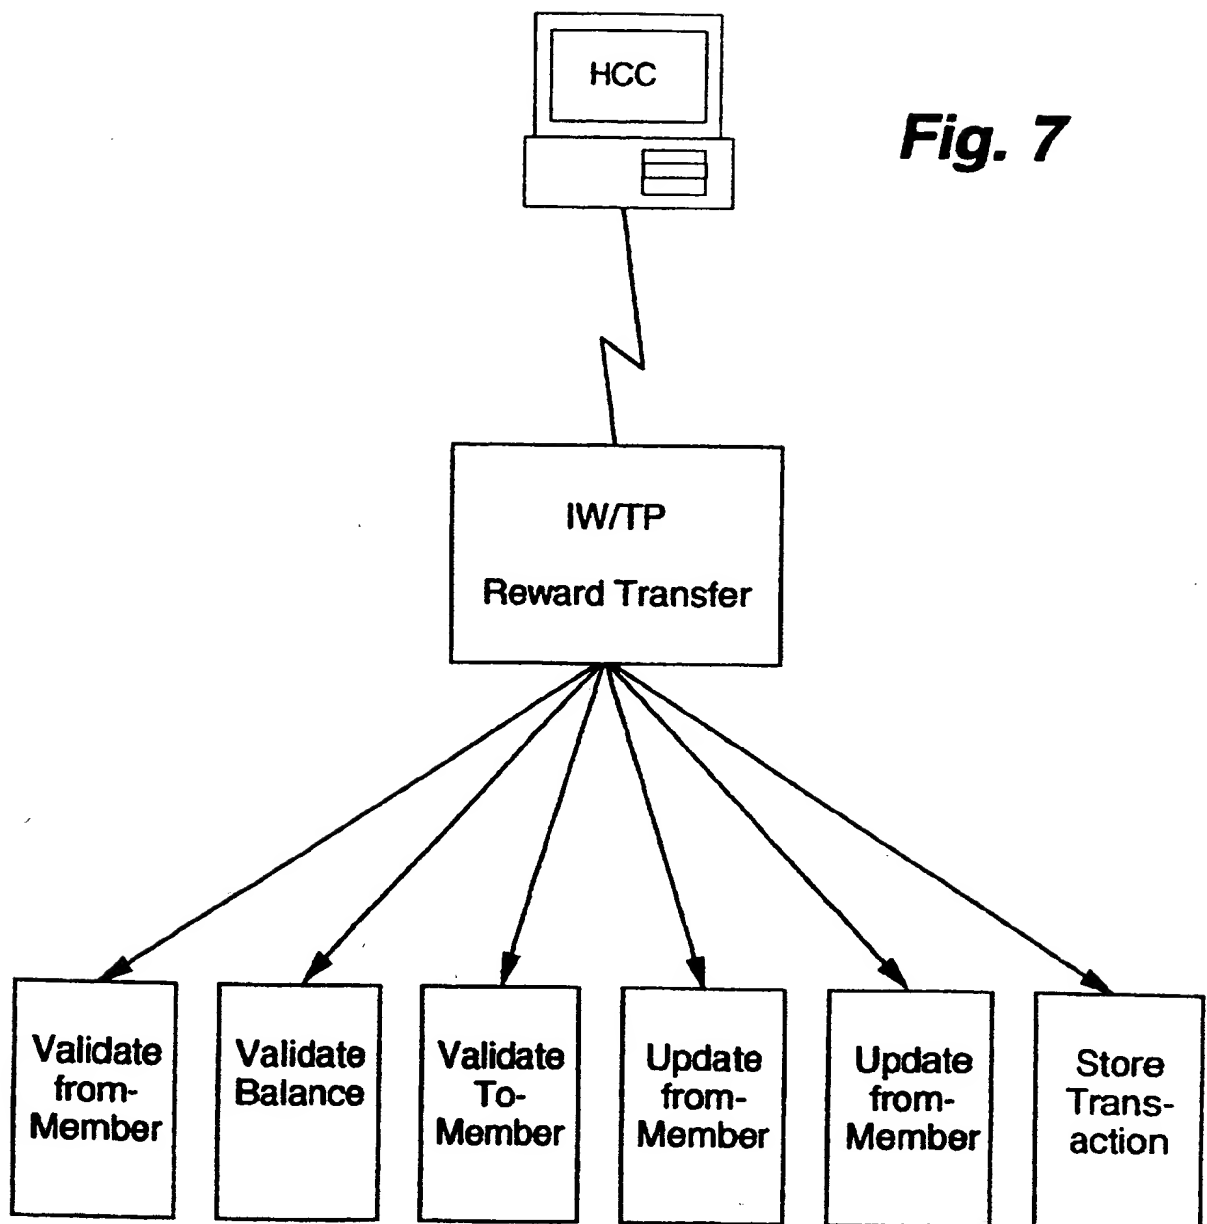 HCC
Fig. 7
IW/TP
Reward Transfer
Validate
from-
Member
Validate
Balance
Validate
To-
Member
Update
from-
Member
Update
from-
Member
Store
Trans-
action